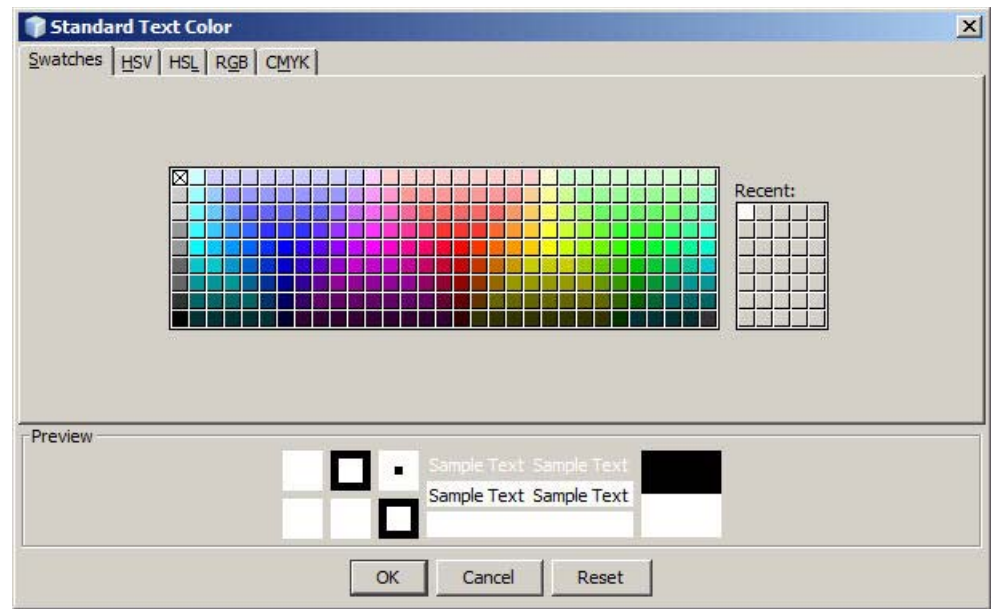 Standard Text Color
Swatches HSV HSL RGB CMYK
Recent:
Preview
Sample Text Sample Text
Sample Text Sample Text
OK Cancel Reset